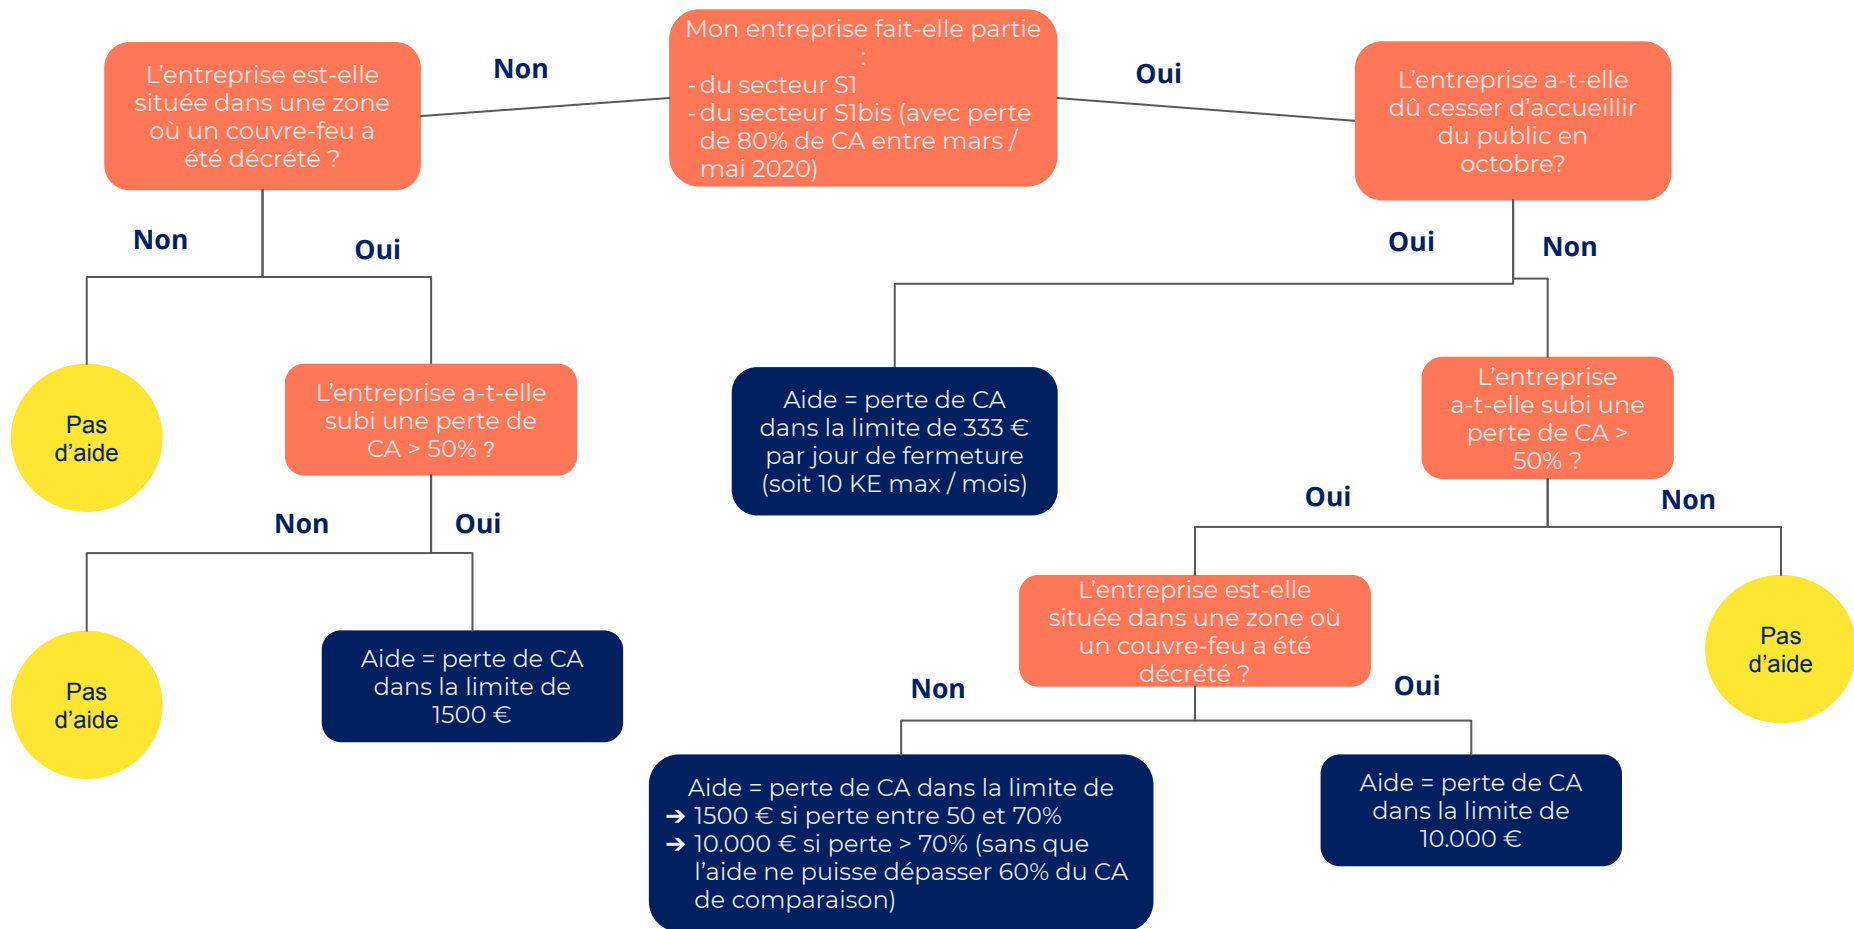 Mon entreprise fait-elle partie
:
- du secteur S1
- du secteur S1bis (avec perte
de 80% de CA entre mars /
mai 2020)
Non
Oui
L'entreprise est-elle
située dans une zone
où un couvre-feu a
été décrété ?
L'entreprise a-t-elle
dû cesser d'accueillir
du public en
octobre?
Non
Oui
Oui
Non
Pas
d'aide
L'entreprise a-t-elle
subi une perte de
CA > 50% ?
Aide = perte de CA
dans la limite de 333 €
par jour de fermeture
(soit 10 KE max / mois)
L'entreprise
a-t-elle subi une
perte de CA >
50% ?
Non
Oui
Oui
Non
Pas
d'aide
Aide = perte de CA
dans la limite de
1500 €
L'entreprise est-elle
située dans une zone où
un couvre-feu a été
décrété ?
Pas
d'aide
Non
Oui
Aide = perte de CA dans la limite de
➔ 1500 € si perte entre 50 et 70%
➔ 10.000 € si perte > 70% (sans que
l'aide ne puisse dépasser 60% du CA
de comparaison)
Aide = perte de CA
dans la limite de
10.000 €